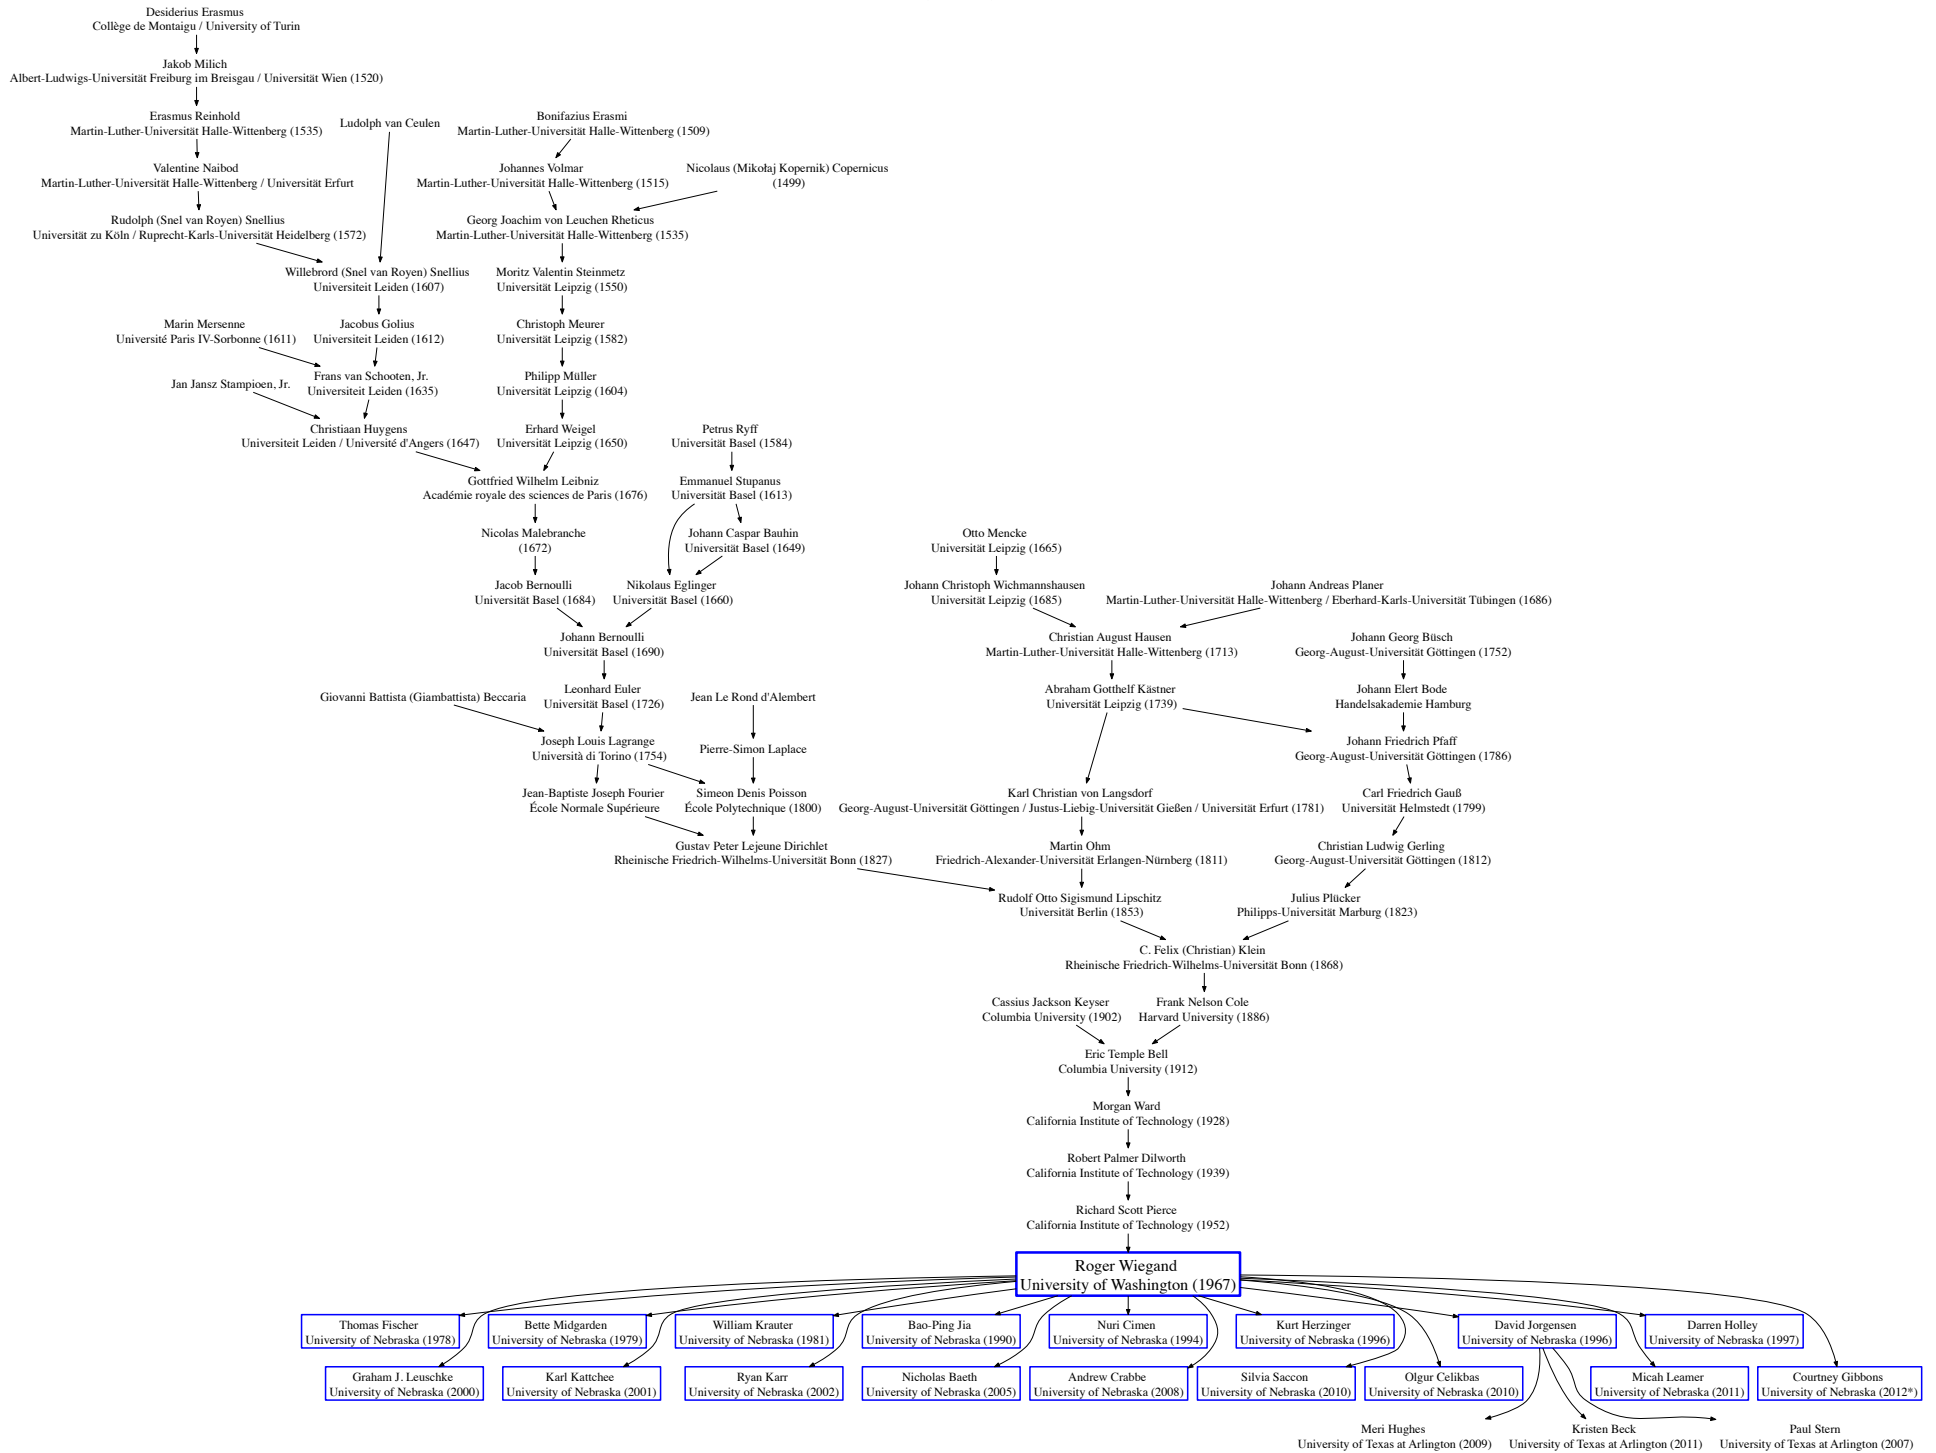 Desiderius Erasmus
Collège de Montaigu / University of Turin
Jakob Milich
Albert-Ludwigs-Universität Freiburg im Breisgau / Universität Wien (1520)
Erasmus Reinhold
Martin-Luther-Universität Halle-Wittenberg (1535)
Ludolph van Ceulen
Bonifazius Erasmi
Martin-Luther-Universität Halle-Wittenberg (1509)
Valentine Naibod
Martin-Luther-Universität Halle-Wittenberg / Universität Erfurt
Johannes Volmar
Martin-Luther-Universität Halle-Wittenberg (1515)
Nicolaus (Mikołaj Kopernik) Copernicus
(1499)
Rudolph (Snel van Royen) Snellius
Universität zu Köln / Ruprecht-Karls-Universität Heidelberg (1572)
Georg Joachim von Leuchen Rheticus
Martin-Luther-Universität Halle-Wittenberg (1535)
Willebrord (Snel van Royen) Snellius
Universiteit Leiden (1607)
Moritz Valentin Steinmetz
Universität Leipzig (1550)
Marin Mersenne
Université Paris IV-Sorbonne (1611)
Jacobus Golius
Universiteit Leiden (1612)
Christoph Meurer
Universität Leipzig (1582)
Jan Jansz Stampioen, Jr.
Frans van Schooten, Jr.
Universiteit Leiden (1635)
Philipp Müller
Universität Leipzig (1604)
Christiaan Huygens
Universiteit Leiden / Université d'Angers (1647)
Erhard Weigel
Universität Leipzig (1650)
Petrus Ryff
Universität Basel (1584)
Gottfried Wilhelm Leibniz
Académie royale des sciences de Paris (1676)
Emmanuel Stupanus
Universität Basel (1613)
Nicolas Malebranche
(1672)
Johann Caspar Bauhin
Universität Basel (1649)
Otto Mencke
Universität Leipzig (1665)
Jacob Bernoulli
Universität Basel (1684)
Nikolaus Eglinger
Universität Basel (1660)
Johann Christoph Wichmannshausen
Universität Leipzig (1685)
Johann Andreas Planer
Martin-Luther-Universität Halle-Wittenberg / Eberhard-Karls-Universität Tübingen (1686)
Johann Bernoulli
Universität Basel (1690)
Christian August Hausen
Martin-Luther-Universität Halle-Wittenberg (1713)
Johann Georg Büsch
Georg-August-Universität Göttingen (1752)
Giovanni Battista (Giambattista) Beccaria
Leonhard Euler
Universität Basel (1726)
Jean Le Rond d'Alembert
Abraham Gotthelf Kästner
Universität Leipzig (1739)
Johann Elert Bode
Handelsakademie Hamburg
Joseph Louis Lagrange
Università di Torino (1754)
Pierre-Simon Laplace
Johann Friedrich Pfaff
Georg-August-Universität Göttingen (1786)
Jean-Baptiste Joseph Fourier
École Normale Supérieure
Simeon Denis Poisson
École Polytechnique (1800)
Karl Christian von Langsdorf
Georg-August-Universität Göttingen / Justus-Liebig-Universität Gießen / Universität Erfurt (1781)
Carl Friedrich Gauß
Universität Helmstedt (1799)
Gustav Peter Lejeune Dirichlet
Rheinische Friedrich-Wilhelms-Universität Bonn (1827)
Martin Ohm
Friedrich-Alexander-Universität Erlangen-Nürnberg (1811)
Christian Ludwig Gerling
Georg-August-Universität Göttingen (1812)
Rudolf Otto Sigismund Lipschitz
Universität Berlin (1853)
Julius Plücker
Philipps-Universität Marburg (1823)
C. Felix (Christian) Klein
Rheinische Friedrich-Wilhelms-Universität Bonn (1868)
Cassius Jackson Keyser
Columbia University (1902)
Frank Nelson Cole
Harvard University (1886)
Eric Temple Bell
Columbia University (1912)
Morgan Ward
California Institute of Technology (1928)
Robert Palmer Dilworth
California Institute of Technology (1939)
Richard Scott Pierce
California Institute of Technology (1952)
Roger Wiegand
University of Washington (1967)
Thomas Fischer
University of Nebraska (1978)
Bette Midgarden
University of Nebraska (1979)
William Krauter
University of Nebraska (1981)
Bao-Ping Jia
University of Nebraska (1990)
Nuri Cimen
University of Nebraska (1994)
Kurt Herzinger
University of Nebraska (1996)
David Jorgensen
University of Nebraska (1996)
Darren Holley
University of Nebraska (1997)
Graham J. Leuschke
University of Nebraska (2000)
Karl Kattchee
University of Nebraska (2001)
Ryan Karr
University of Nebraska (2002)
Nicholas Baeth
University of Nebraska (2005)
Andrew Crabbe
University of Nebraska (2008)
Silvia Saccon
University of Nebraska (2010)
Olgur Celikbas
University of Nebraska (2010)
Micah Leamer
University of Nebraska (2011)
Courtney Gibbons
University of Nebraska (2012*)
Meri Hughes
University of Texas at Arlington (2009)
Kristen Beck
University of Texas at Arlington (2011)
Paul Stern
University of Texas at Arlington (2007)